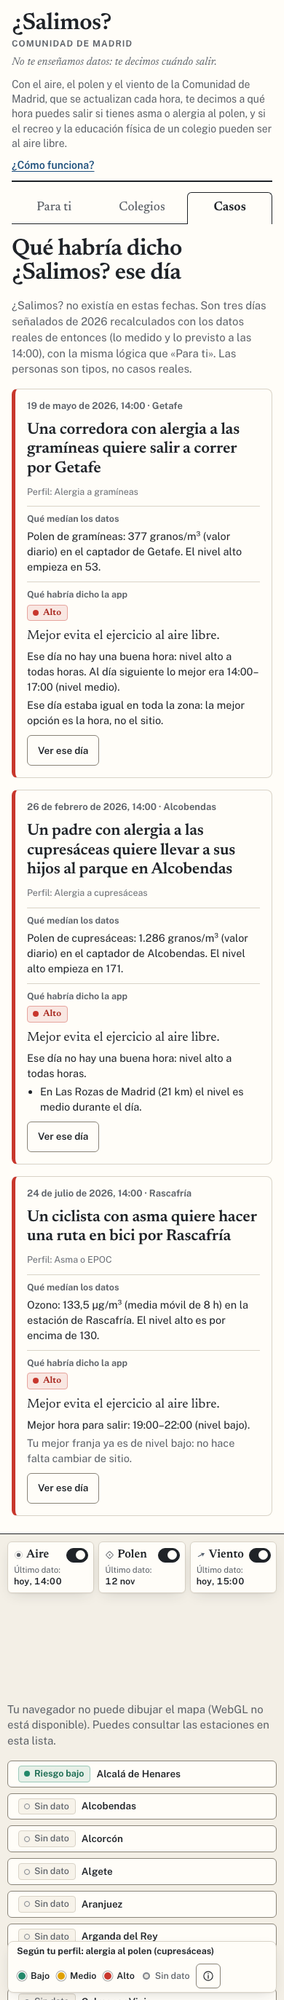 ¿Salimos?
COMUNIDAD DE MADRID
No te enseñamos datos: te decimos cuándo salir.
Con el aire, el polen y el viento de la Comunidad de
Madrid, que se actualizan cada hora, te decimos a qué
hora puedes salir si tienes asma o alergia al polen, y si
el recreo y la educación física de un colegio pueden ser
al aire libre.
¿Cómo funciona?
Para ti
Colegios
Casos
Qué habría dicho
¿Salimos? ese día
¿Salimos? no existía en estas fechas. Son tres días
señalados de 2026 recalculados con los datos
reales de entonces (lo medido y lo previsto a las
14:00), con la misma lógica que «Para ti». Las
personas son tipos, no casos reales.
19 de mayo de 2026, 14:00 · Getafe
Una corredora con alergia a las
gramíneas quiere salir a correr
por Getafe
Perfil: Alergia a gramíneas
Qué medían los datos
Polen de gramíneas: 377 granos/m³ (valor
diario) en el captador de Getafe. El nivel alto
empieza en 53.
Qué habría dicho la app
Alto
Mejor evita el ejercicio al aire libre.
Ese día no hay una buena hora: nivel alto a
todas horas. Al día siguiente lo mejor era 14:00–
17:00 (nivel medio).
Ese día estaba igual en toda la zona: la mejor
opción es la hora, no el sitio.
Ver ese día
26 de febrero de 2026, 14:00 · Alcobendas
Un padre con alergia a las
cupresáceas quiere llevar a sus
hijos al parque en Alcobendas
Perfil: Alergia a cupresáceas
Qué medían los datos
Polen de cupresáceas: 1.286 granos/m³ (valor
diario) en el captador de Alcobendas. El nivel
alto empieza en 171.
Qué habría dicho la app
Alto
Mejor evita el ejercicio al aire libre.
Ese día no hay una buena hora: nivel alto a
todas horas.
• En Las Rozas de Madrid (21 km) el nivel es
medio durante el día.
Ver ese día
24 de julio de 2026, 14:00 · Rascafría
Un ciclista con asma quiere hacer
una ruta en bici por Rascafría
Perfil: Asma o EPOC
Qué medían los datos
Ozono: 133,5 µg/m³ (media móvil de 8 h) en la
estación de Rascafría. El nivel alto es por
encima de 130.
Qué habría dicho la app
Alto
Mejor evita el ejercicio al aire libre.
Mejor hora para salir: 19:00–22:00 (nivel bajo).
Tu mejor franja ya es de nivel bajo: no hace
falta cambiar de sitio.
Ver ese día
Aire
Último dato:
hoy, 14:00
Polen
Último dato:
12 nov
Viento
Último dato:
hoy, 15:00
Tu navegador no puede dibujar el mapa (WebGL no
está disponible). Puedes consultar las estaciones en
esta lista.
Riesgo bajo Alcalá de Henares
Sin dato Alcobendas
Sin dato Alcorcón
Sin dato Algete
Sin dato Aranjuez
Sin dato Arganda del Rey
Según tu perfil: alergia al polen (cupresáceas)
Bajo Medio Alto Sin dato